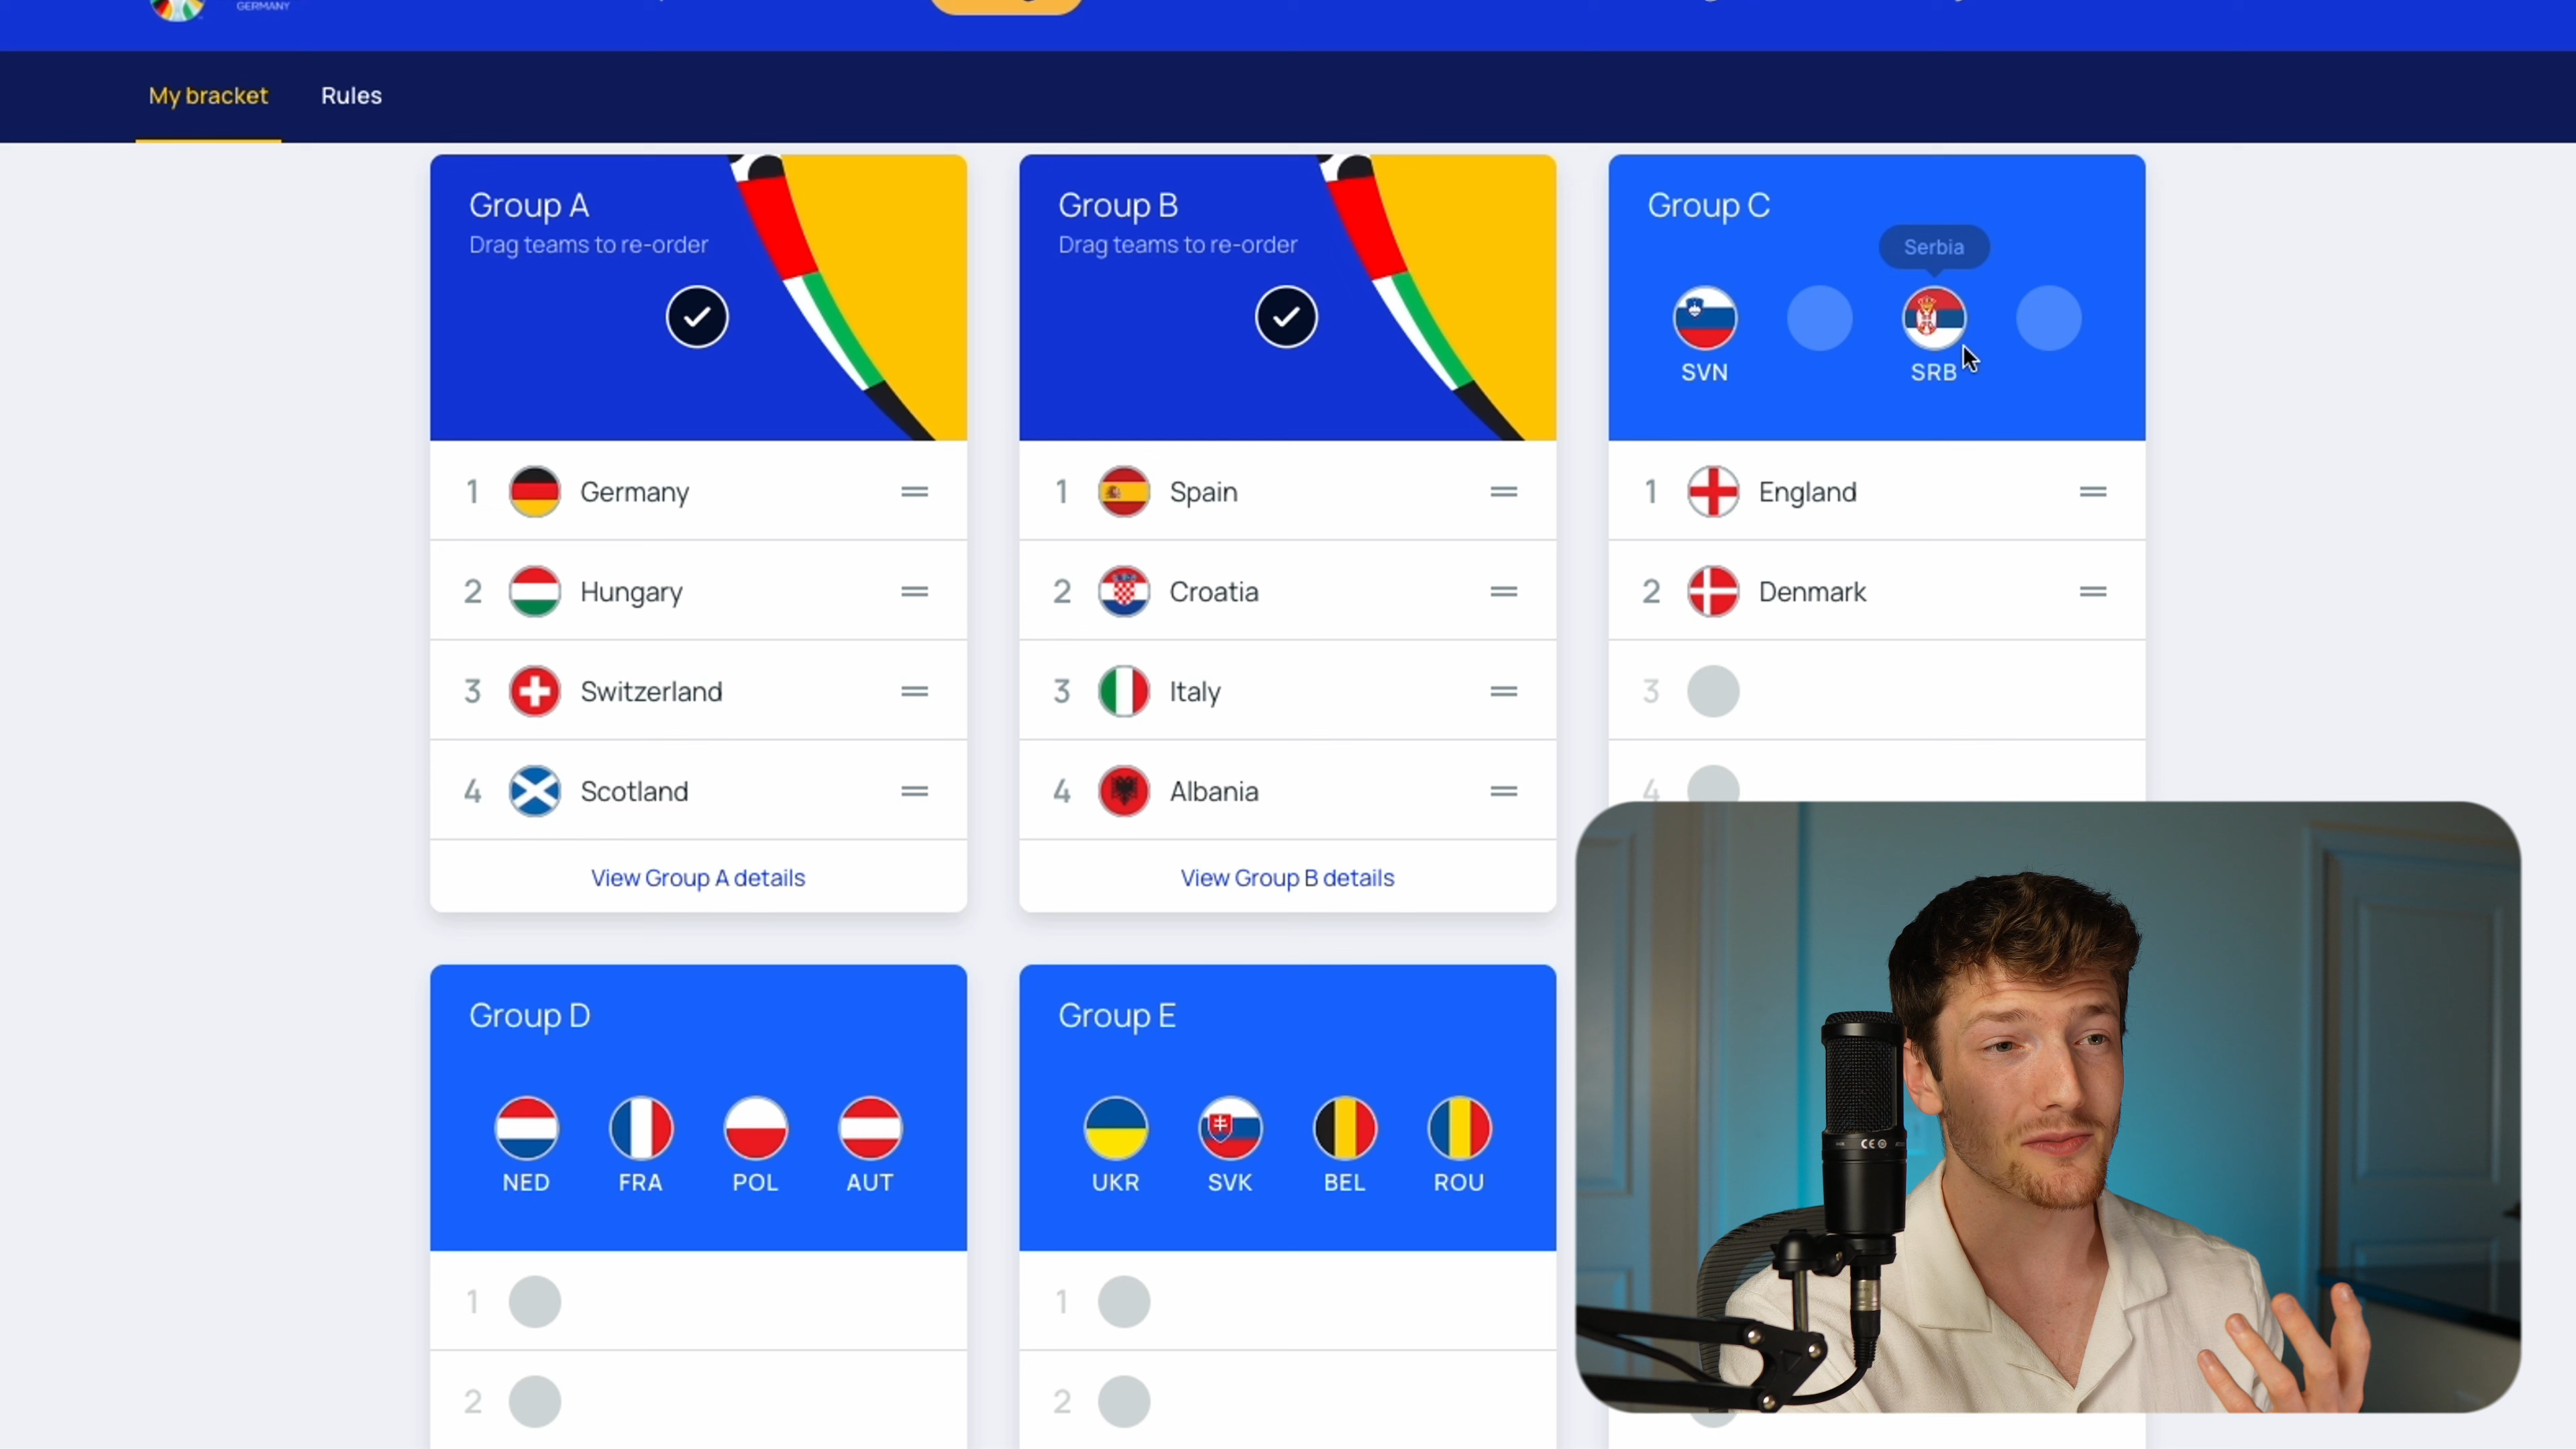 GERMANY
My bracket
Rules
Group A
Drag teams to re-order
1 Germany
2 Hungary
3 Switzerland
4 Scotland
View Group A details
Group B
Drag teams to re-order
1 Spain
2 Croatia
3 Italy
4 Albania
View Group B details
Group C
Serbia
SVN SRB
1 England
2 Denmark
3
4
Group D
NED FRA POL AUT
1
2
Group E
UKR SVK BEL ROU
1
2
CE